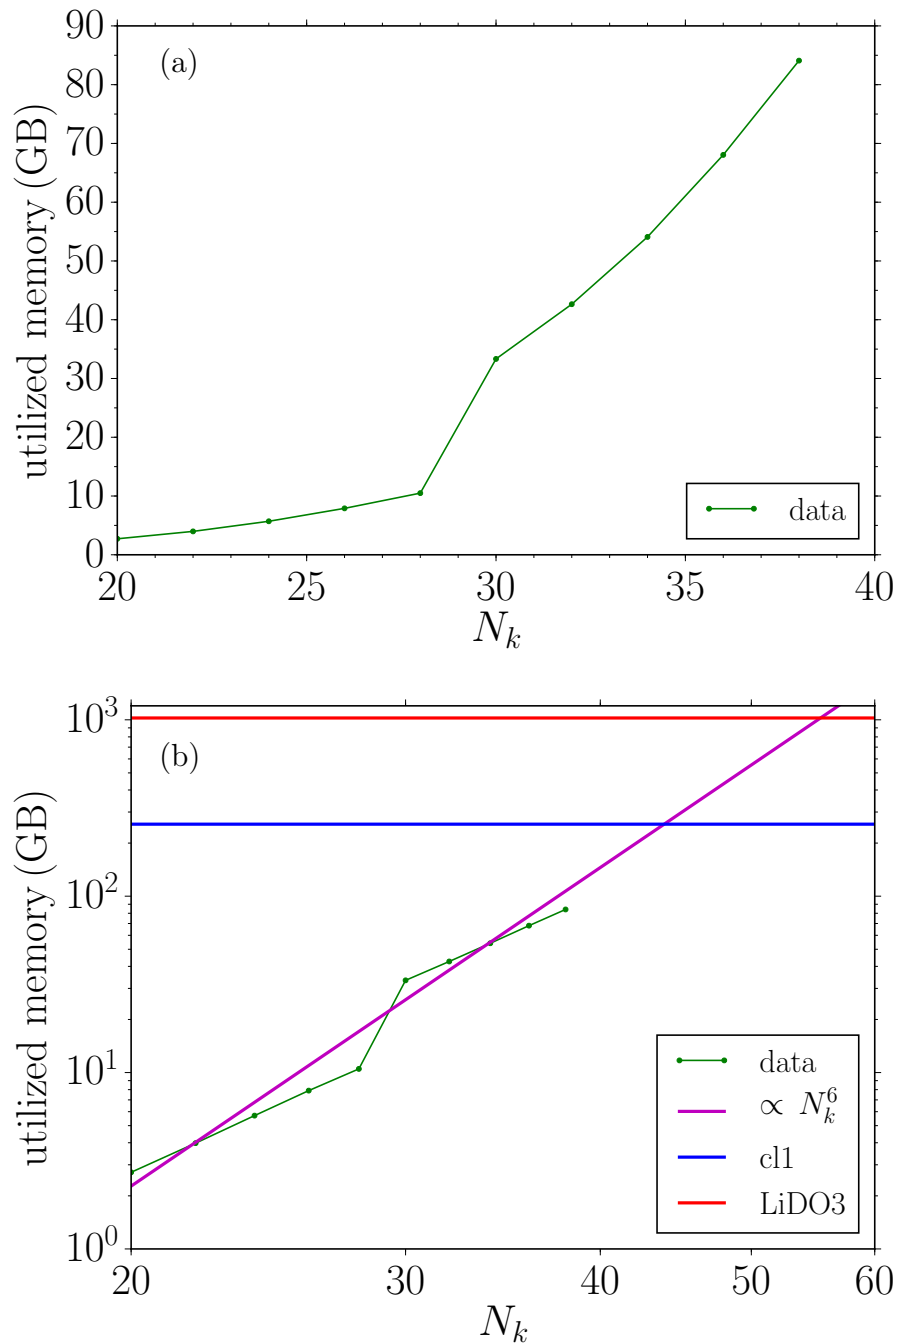 (a)
90
80
70
60
50
40
30
20
10
0
utilized memory (GB)
20 25 30 35 40
N_k
data
(b)
10^3
10^2
10^1
10^0
utilized memory (GB)
20 30 40 50 60
N_k
data
∝ N_k^6
cl1
LiDO3